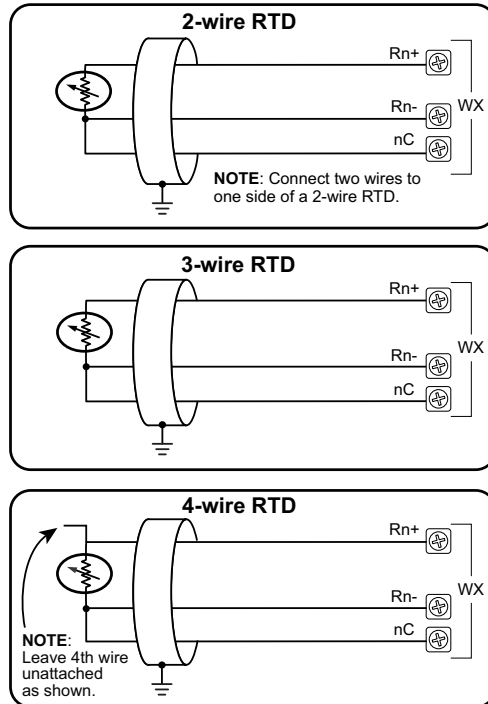 2-wire RTD
Rn+
Rn-
WX
nC
NOTE: Connect two wires to
one side of a 2-wire RTD.
3-wire RTD
Rn+
WX
Rn-
nC
4-wire RTD
Rn+
WX
Rn-
nC
NOTE:
Leave 4th wire
unattached
as shown.